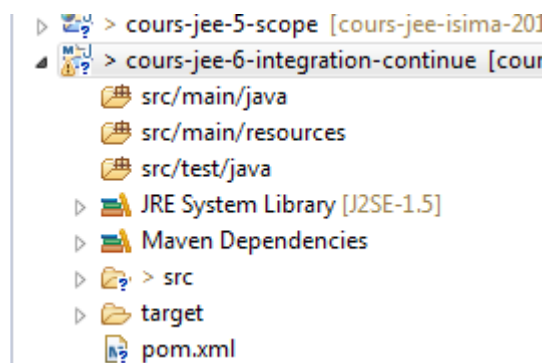 > cours-jee-5-scope [cours-jee-isima-201
> cours-jee-6-integration-continue [cour
src/main/java
src/main/resources
src/test/java
JRE System Library [J2SE-1.5]
Maven Dependencies
> src
target
pom.xml